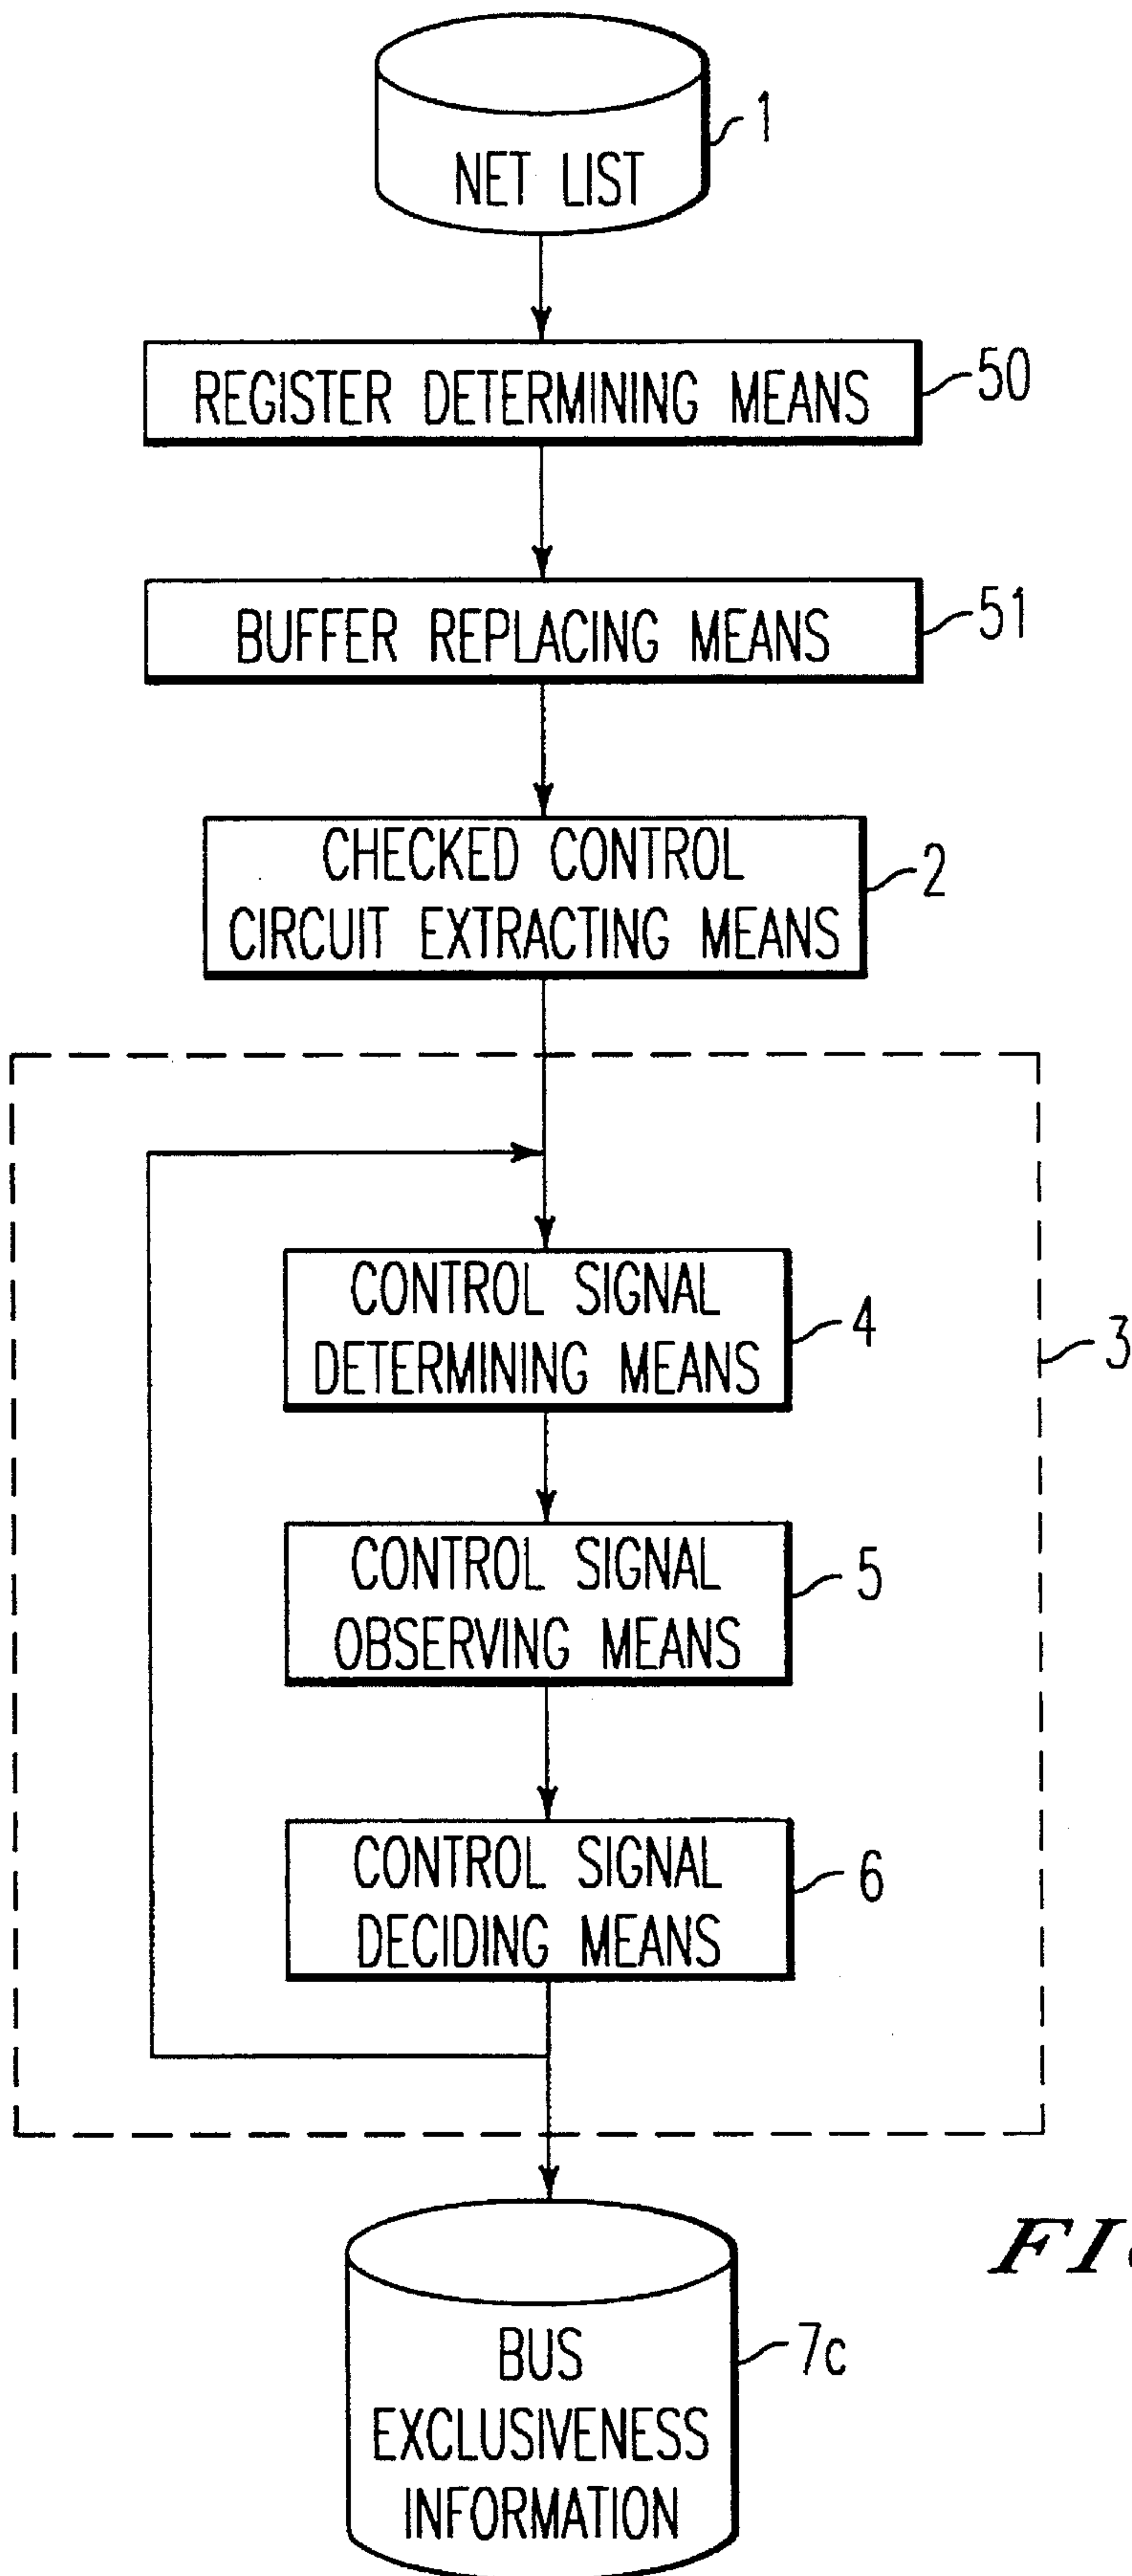 NET LIST
1
REGISTER DETERMINING MEANS
50
BUFFER REPLACING MEANS
51
CHECKED CONTROL
CIRCUIT EXTRACTING MEANS
2
CONTROL SIGNAL
DETERMINING MEANS
4
3
CONTROL SIGNAL
OBSERVING MEANS
5
CONTROL SIGNAL
DECIDING MEANS
6
BUS
EXCLUSIVENESS
INFORMATION
7c